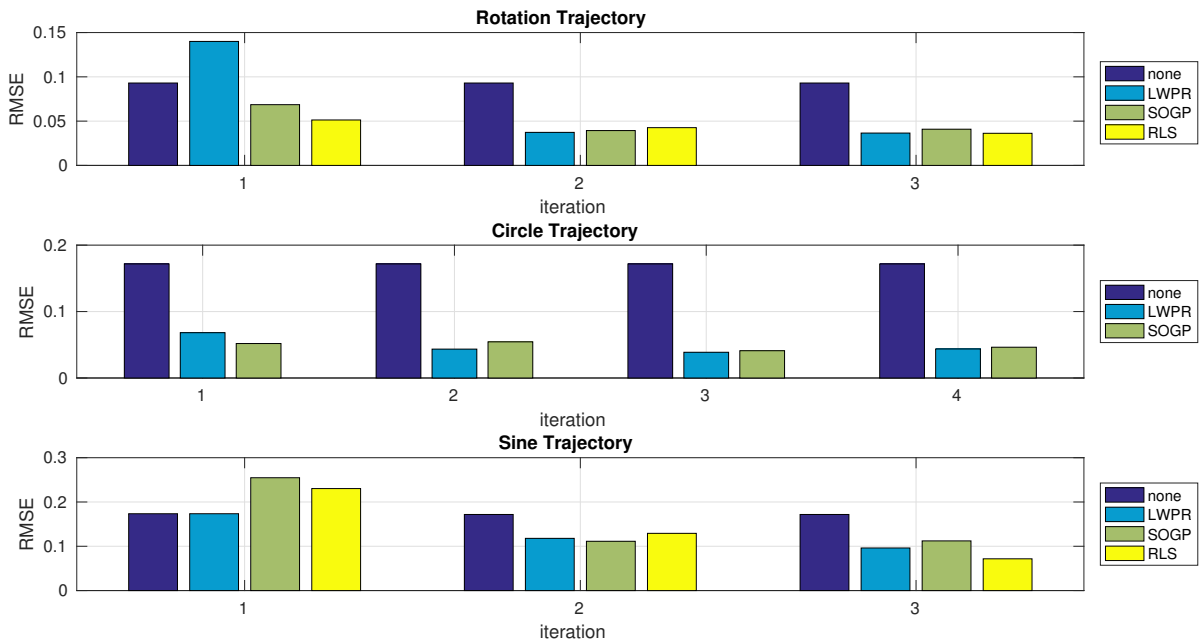 Rotation Trajectory
0.15
0.1
0.05
0
RMSE
1
2
3
iteration
none
LWPR
SOGP
RLS
Circle Trajectory
0.2
0.1
0
RMSE
1
2
3
4
iteration
none
LWPR
SOGP
Sine Trajectory
0.3
0.2
0.1
0
RMSE
1
2
3
iteration
none
LWPR
SOGP
RLS